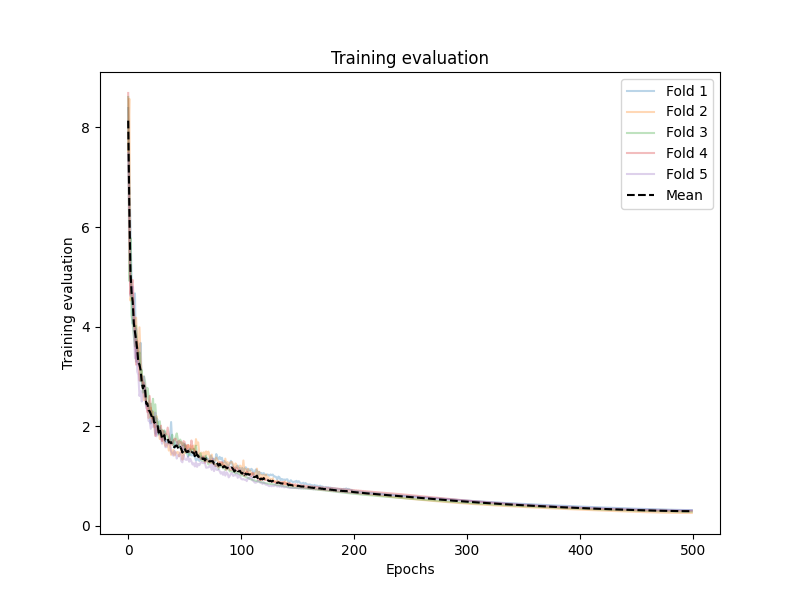 Training evaluation
Fold 1
Fold 2
Fold 3
Fold 4
Fold 5
Mean
Training evaluation
8
6
4
2
0
0 100 200 300 400 500
Epochs